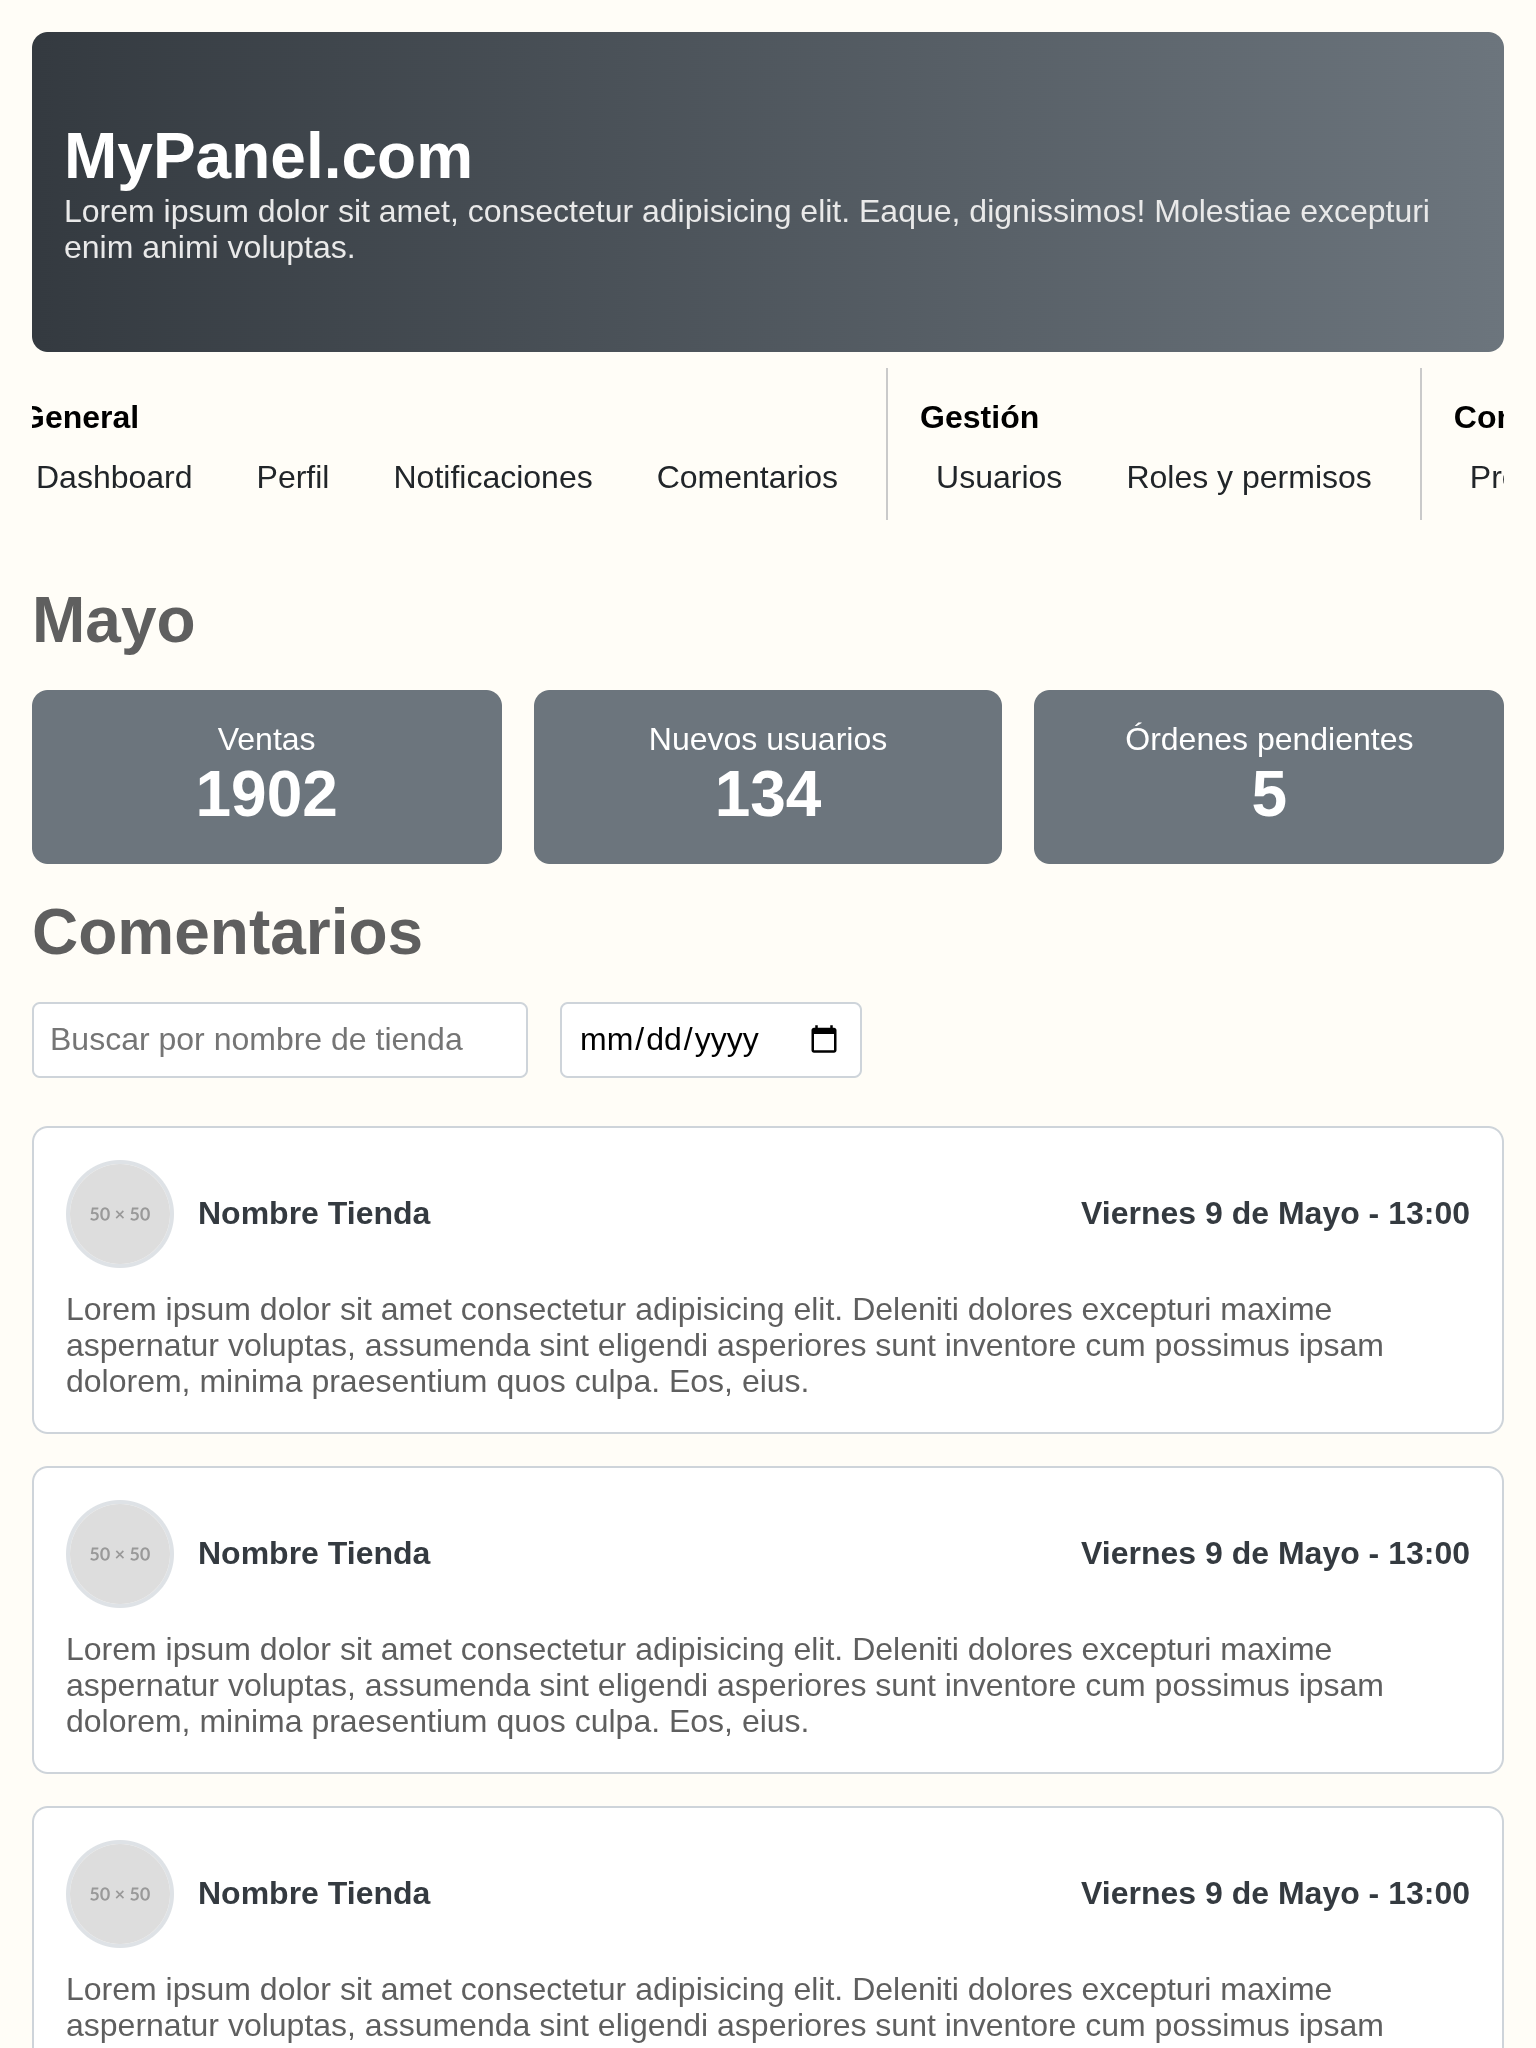 MyPanel.com
Lorem ipsum dolor sit amet, consectetur adipisicing elit. Eaque, dignissimos! Molestiae excepturi
enim animi voluptas.
General
Dashboard Perfil Notificaciones Comentarios
Gestión
Usuarios Roles y permisos
Mayo
Ventas
1902
Nuevos usuarios
134
Órdenes pendientes
5
Comentarios
Buscar por nombre de tienda
mm/dd/yyyy
50 × 50
Nombre Tienda
Viernes 9 de Mayo - 13:00
Lorem ipsum dolor sit amet consectetur adipisicing elit. Deleniti dolores excepturi maxime
aspernatur voluptas, assumenda sint eligendi asperiores sunt inventore cum possimus ipsam
dolorem, minima praesentium quos culpa. Eos, eius.
50 × 50
Nombre Tienda
Viernes 9 de Mayo - 13:00
Lorem ipsum dolor sit amet consectetur adipisicing elit. Deleniti dolores excepturi maxime
aspernatur voluptas, assumenda sint eligendi asperiores sunt inventore cum possimus ipsam
dolorem, minima praesentium quos culpa. Eos, eius.
50 × 50
Nombre Tienda
Viernes 9 de Mayo - 13:00
Lorem ipsum dolor sit amet consectetur adipisicing elit. Deleniti dolores excepturi maxime
aspernatur voluptas, assumenda sint eligendi asperiores sunt inventore cum possimus ipsam